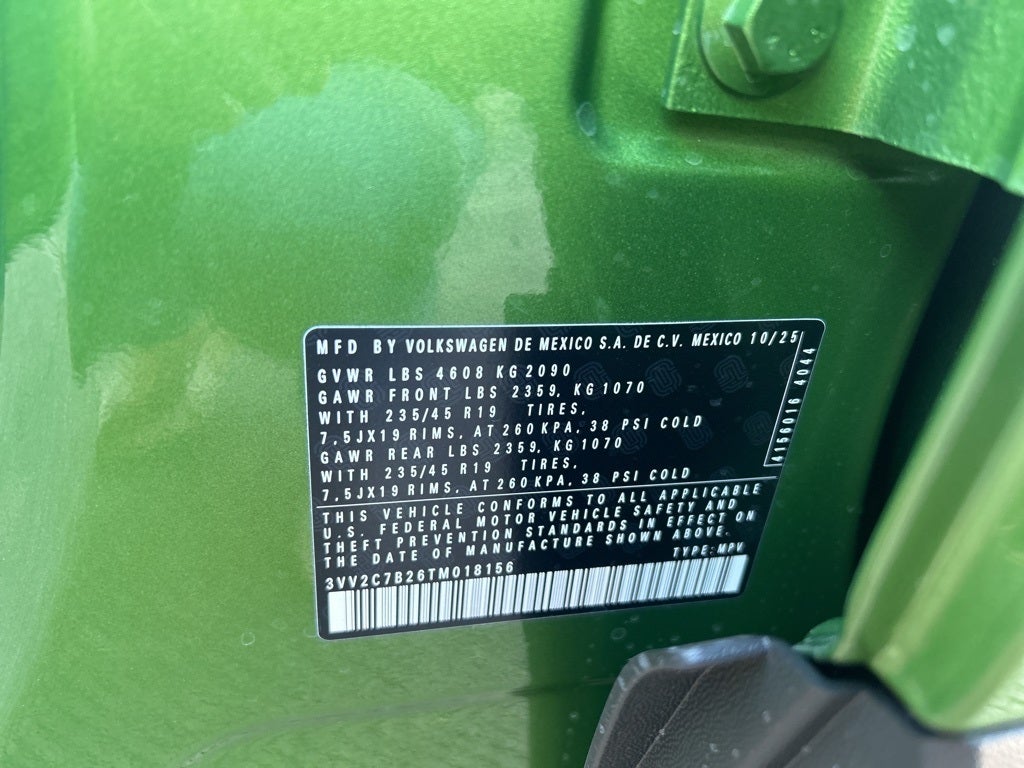 MFD BY VOLKSWAGEN DE MEXICO S.A. DE C.V. MEXICO 10/25
GVWR LBS 4608 KG 2090
GAWR FRONT LBS 2359, KG 1070
WITH 235/45 R19 TIRES,
7,5JX19 RIMS, AT 260 KPA, 38 PSI COLD
GAWR REAR LBS 2359, KG 1070
WITH 235/45 R19 TIRES,
7,5JX19 RIMS, AT 260 KPA, 38 PSI COLD
4156016 4044
THIS VEHICLE CONFORMS TO ALL APPLICABLE
U.S. FEDERAL MOTOR VEHICLE SAFETY AND
THEFT PREVENTION STANDARDS IN EFFECT ON
THE DATE OF MANUFACTURE SHOWN ABOVE.
TYPE: MPV
3VV2C7B26TM018156